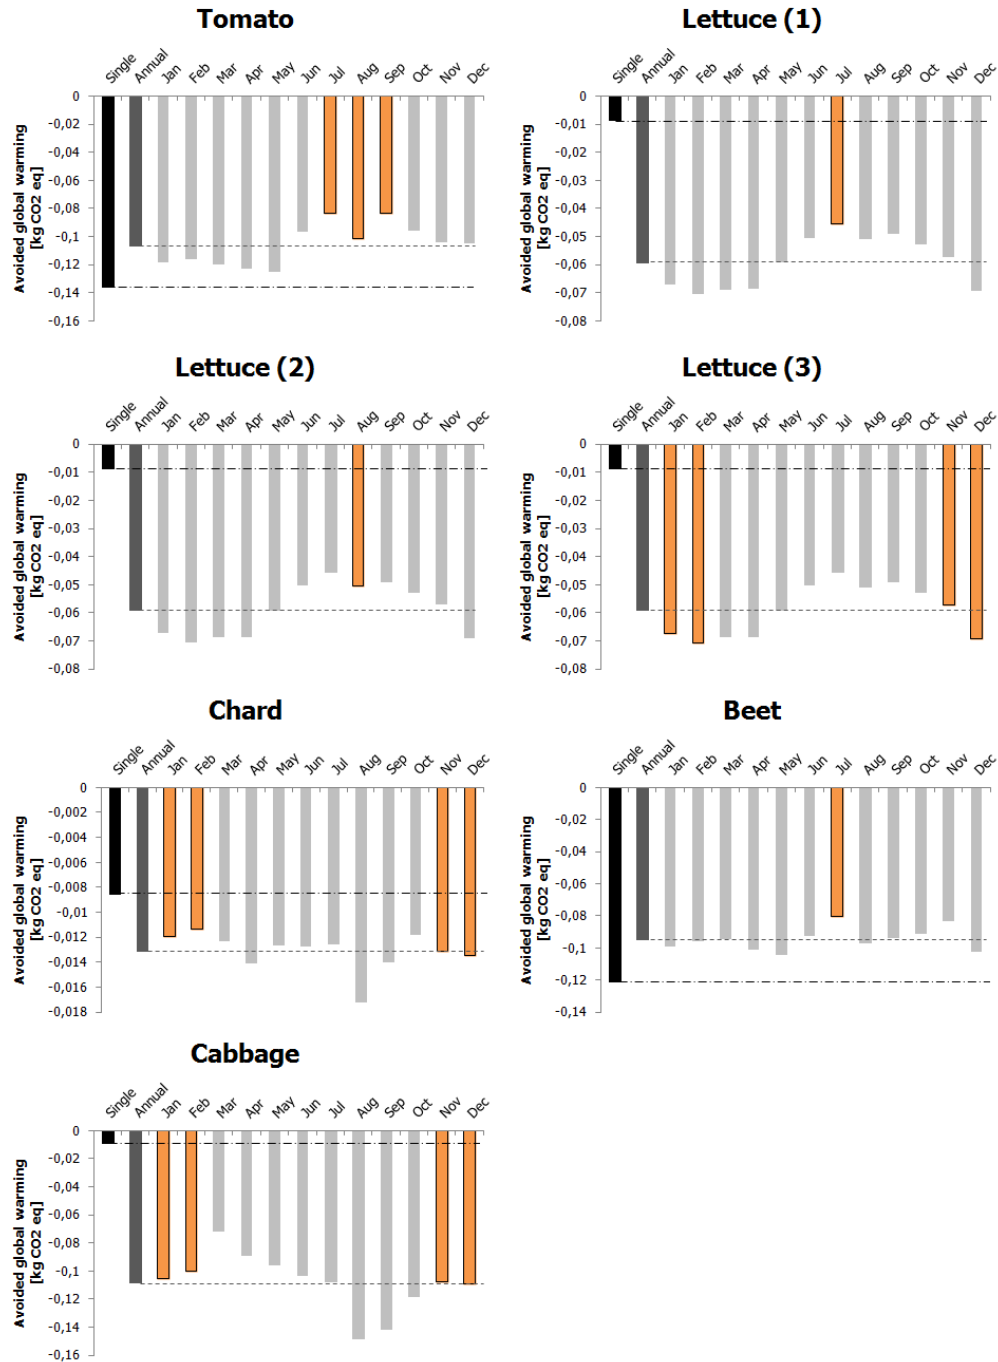 Tomato
Single Annual Jan Feb Mar Apr May Jun Jul Aug Sep Oct Nov Dec
Avoided global warming
[kg CO2 eq]
0
-0,02
-0,04
-0,06
-0,08
-0,1
-0,12
-0,14
-0,16
Lettuce (1)
Single Annual Jan Feb Mar Apr May Jun Jul Aug Sep Oct Nov Dec
Avoided global warming
[kg CO2 eq]
0
-0,01
-0,02
-0,03
-0,04
-0,05
-0,06
-0,07
-0,08
Lettuce (2)
Single Annual Jan Feb Mar Apr May Jun Jul Aug Sep Oct Nov Dec
Avoided global warming
[kg CO2 eq]
0
-0,01
-0,02
-0,03
-0,04
-0,05
-0,06
-0,07
-0,08
Lettuce (3)
Single Annual Jan Feb Mar Apr May Jun Jul Aug Sep Oct Nov Dec
Avoided global warming
[kg CO2 eq]
0
-0,01
-0,02
-0,03
-0,04
-0,05
-0,06
-0,07
-0,08
Chard
Single Annual Jan Feb Mar Apr May Jun Jul Aug Sep Oct Nov Dec
Avoided global warming
[kg CO2 eq]
0
-0,002
-0,004
-0,006
-0,008
-0,01
-0,012
-0,014
-0,016
-0,018
Beet
Single Annual Jan Feb Mar Apr May Jun Jul Aug Sep Oct Nov Dec
Avoided global warming
[kg CO2 eq]
0
-0,02
-0,04
-0,06
-0,08
-0,1
-0,12
-0,14
Cabbage
Single Annual Jan Feb Mar Apr May Jun Jul Aug Sep Oct Nov Dec
Avoided global warming
[kg CO2 eq]
0
-0,02
-0,04
-0,06
-0,08
-0,1
-0,12
-0,14
-0,16